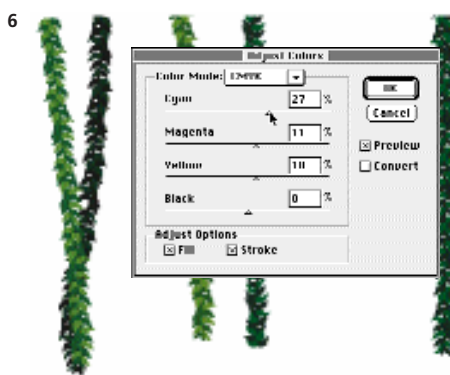 6
Adjust Colors
Color Mode: CMYK
Cyan 27 %
Magenta 11 %
Yellow 10 %
Black 0 %
OK
Cancel
Preview
Convert
Adjust Options
Fill
Stroke